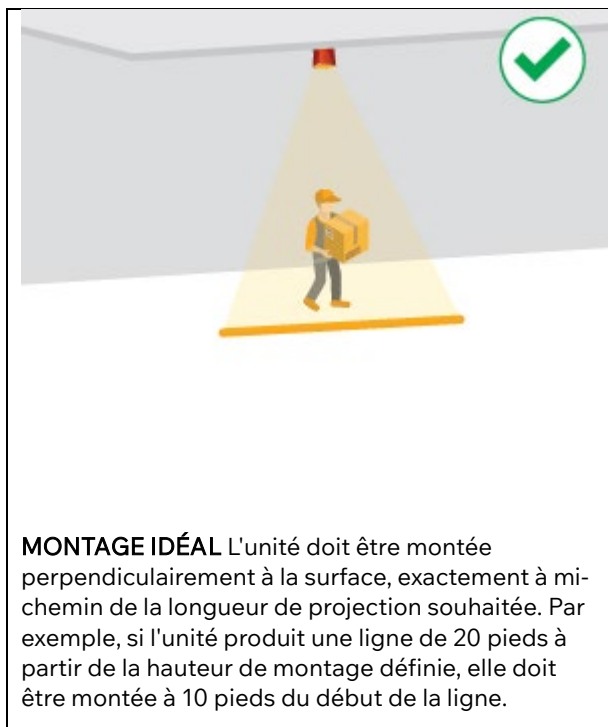 MONTAGE IDÉAL L'unité doit être montée
perpendiculairement à la surface, exactement à mi-
chemin de la longueur de projection souhaitée. Par
exemple, si l'unité produit une ligne de 20 pieds à
partir de la hauteur de montage définie, elle doit
être montée à 10 pieds du début de la ligne.